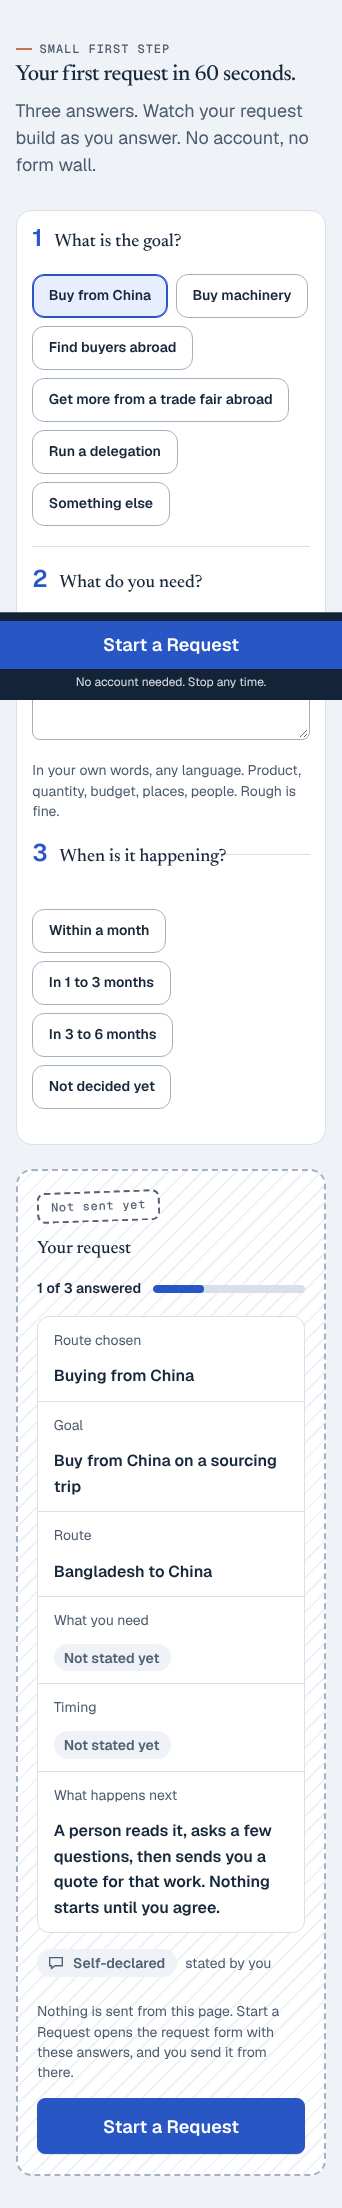 SMALL FIRST STEP
Your first request in 60 seconds.
Three answers. Watch your request
build as you answer. No account, no
form wall.
1 What is the goal?
Buy from China
Buy machinery
Find buyers abroad
Get more from a trade fair abroad
Run a delegation
Something else
2 What do you need?
Start a Request
No account needed. Stop any time.
In your own words, any language. Product,
quantity, budget, places, people. Rough is
fine.
3 When is it happening?
Within a month
In 1 to 3 months
In 3 to 6 months
Not decided yet
Not sent yet
Your request
1 of 3 answered
Route chosen
Buying from China
Goal
Buy from China on a sourcing
trip
Route
Bangladesh to China
What you need
Not stated yet
Timing
Not stated yet
What happens next
A person reads it, asks a few
questions, then sends you a
quote for that work. Nothing
starts until you agree.
Self-declared stated by you
Nothing is sent from this page. Start a
Request opens the request form with
these answers, and you send it from
there.
Start a Request